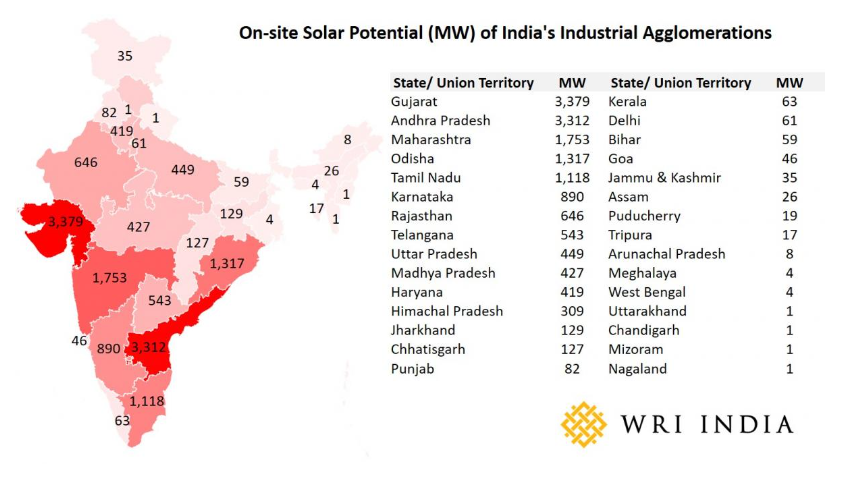 On-site Solar Potential (MW) of India's Industrial Agglomerations
State/ Union Territory MW State/ Union Territory MW
Gujarat 3,379 Kerala 63
Andhra Pradesh 3,312 Delhi 61
Maharashtra 1,753 Bihar 59
Odisha 1,317 Goa 46
Tamil Nadu 1,118 Jammu & Kashmir 35
Karnataka 890 Assam 26
Rajasthan 646 Puducherry 19
Telangana 543 Tripura 17
Uttar Pradesh 449 Arunachal Pradesh 8
Madhya Pradesh 427 Meghalaya 4
Haryana 419 West Bengal 4
Himachal Pradesh 309 Uttarakhand 1
Jharkhand 129 Chandigarh 1
Chhatisgarh 127 Mizoram 1
Punjab 82 Nagaland 1
35
82 1
1
419
61
8
646
449
26
59
4
1
3,379
129
17
427
4
1
127
1,317
1,753
543
46
890
3,312
1,118
63
WRI INDIA